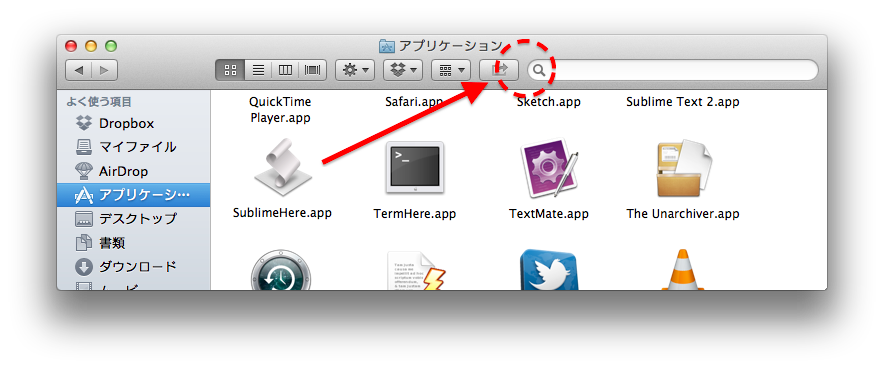 アプリケーション
よく使う項目
Dropbox
マイファイル
AirDrop
アプリケーシ…
デスクトップ
書類
ダウンロード
QuickTime
Player.app
Safari.app
Sketch.app
Sublime Text 2.app
SublimeHere.app
TermHere.app
TextMate.app
The Unarchiver.app